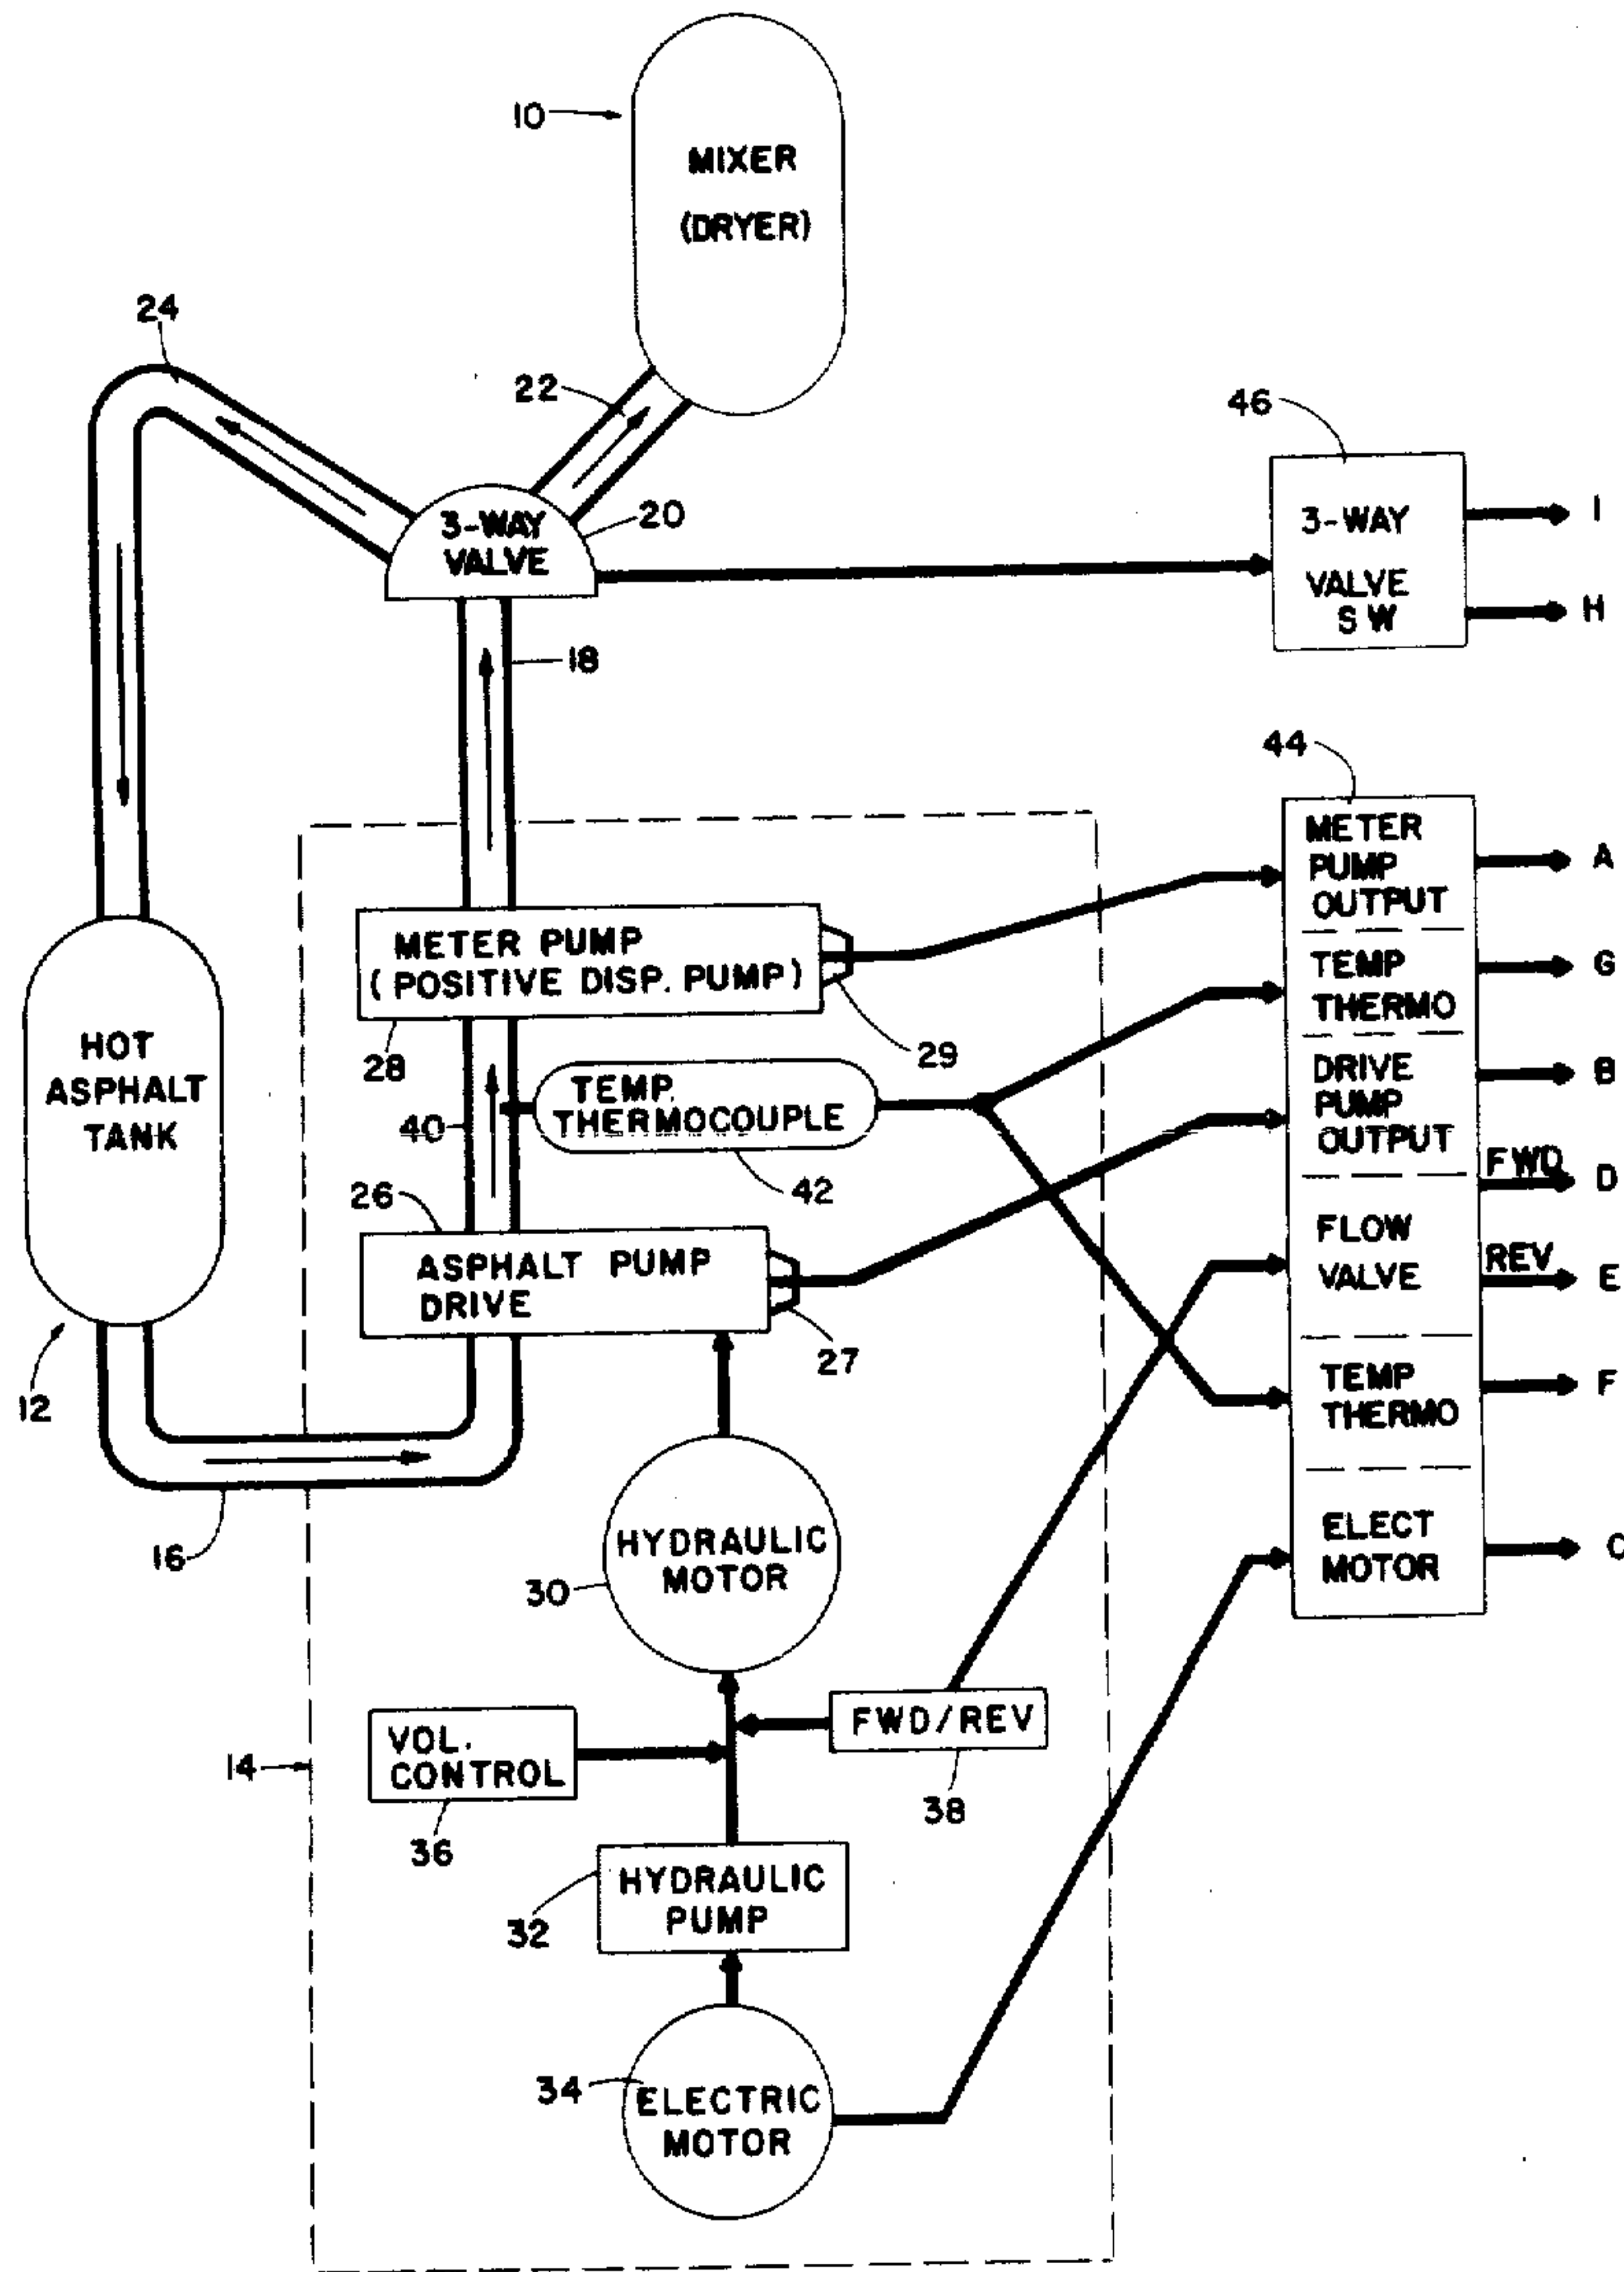 10
MIXER
(DRYER)
24
22
46
3-WAY
VALVE
20
3-WAY
VALVE
SW
I
H
18
44
METER
PUMP
OUTPUT
A
METER PUMP
(POSITIVE DISP. PUMP)
TEMP
THERMO
G
28
29
HOT
ASPHALT
TANK
TEMP.
THERMOCOUPLE
40
42
DRIVE
PUMP
OUTPUT
B
FWD
D
26
ASPHALT PUMP
DRIVE
27
FLOW
VALVE
REV
E
12
TEMP
THERMO
F
16
HYDRAULIC
MOTOR
30
ELECT
MOTOR
14
VOL.
CONTROL
36
FWD/REV
38
HYDRAULIC
PUMP
32
34
ELECTRIC
MOTOR